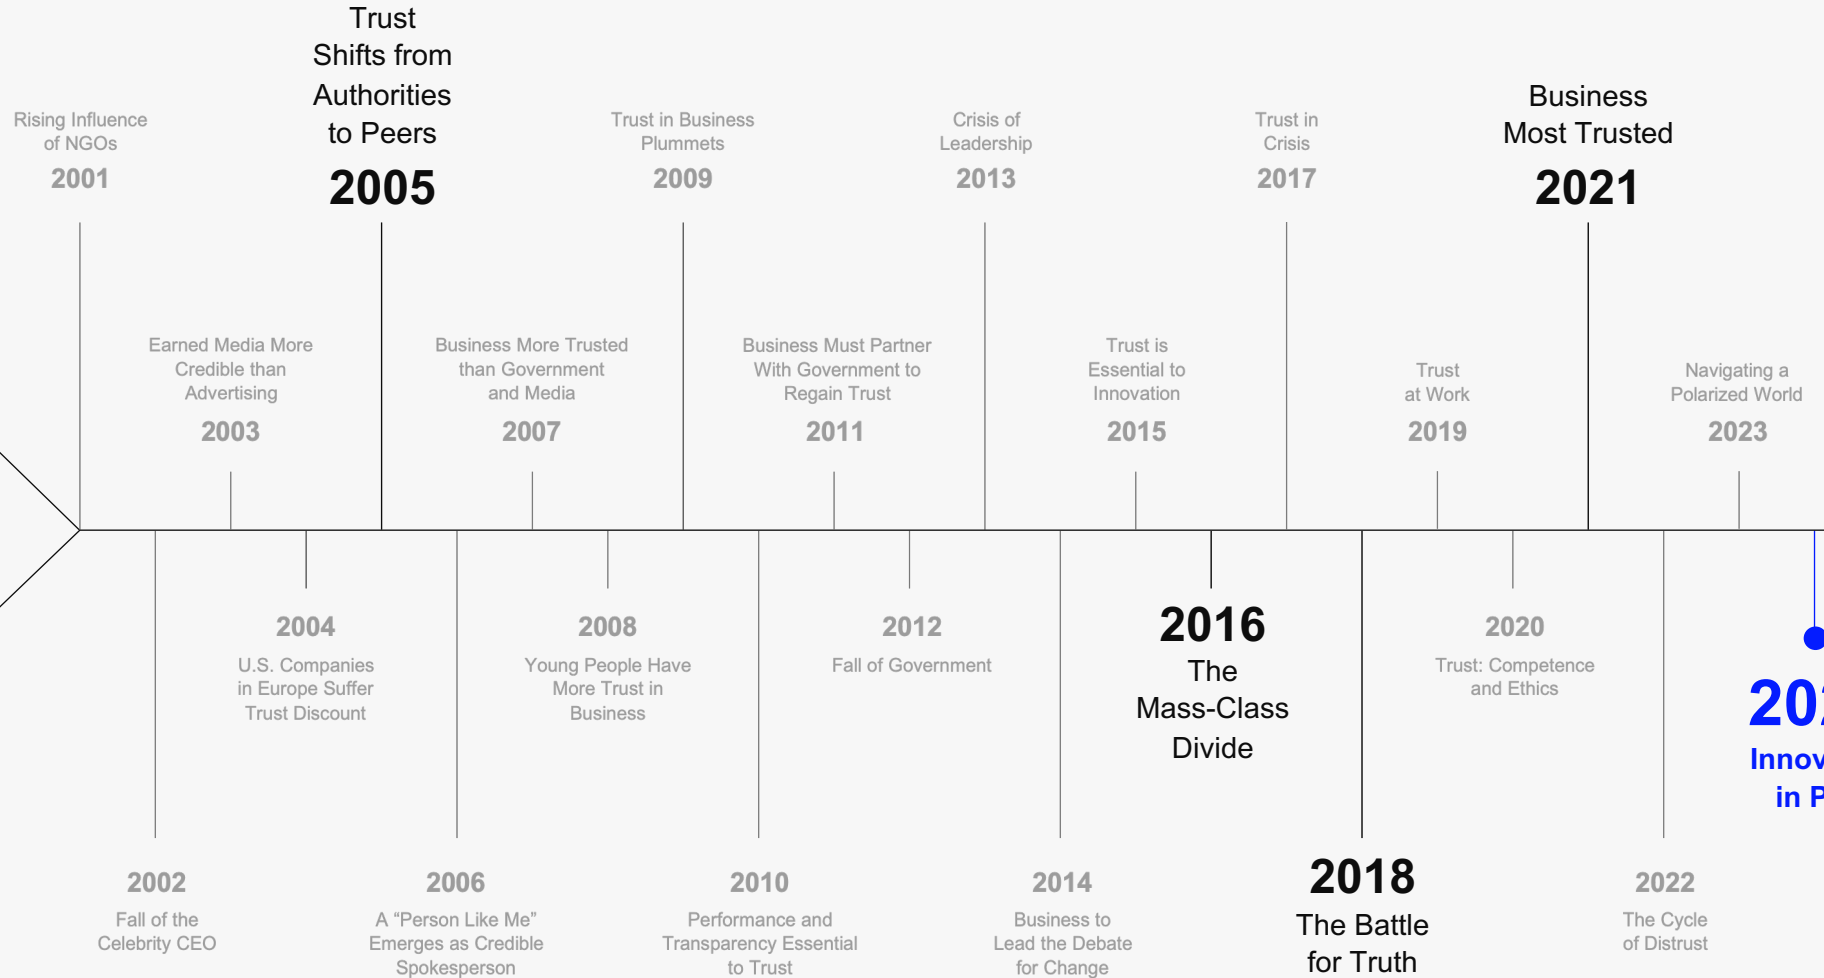 Trust
Shifts from
Authorities
to Peers
2005
Rising Influence
of NGOs
2001
Trust in Business
Plummets
2009
Crisis of
Leadership
2013
Trust in
Crisis
2017
Business
Most Trusted
2021
Earned Media More
Credible than
Advertising
2003
Business More Trusted
than Government
and Media
2007
Business Must Partner
With Government to
Regain Trust
2011
Trust is
Essential to
Innovation
2015
Trust
at Work
2019
Navigating a
Polarized World
2023
2004
U.S. Companies
in Europe Suffer
Trust Discount
2008
Young People Have
More Trust in
Business
2012
Fall of Government
2016
The
Mass-Class
Divide
2020
Trust: Competence
and Ethics
in
2002
Fall of the
Celebrity CEO
2006
A “Person Like Me”
Emerges as Credible
Spokesperson
2010
Performance and
Transparency Essential
to Trust
2014
Business to
Lead the Debate
for Change
2018
The Battle
for Truth
2022
The Cycle
of Distrust